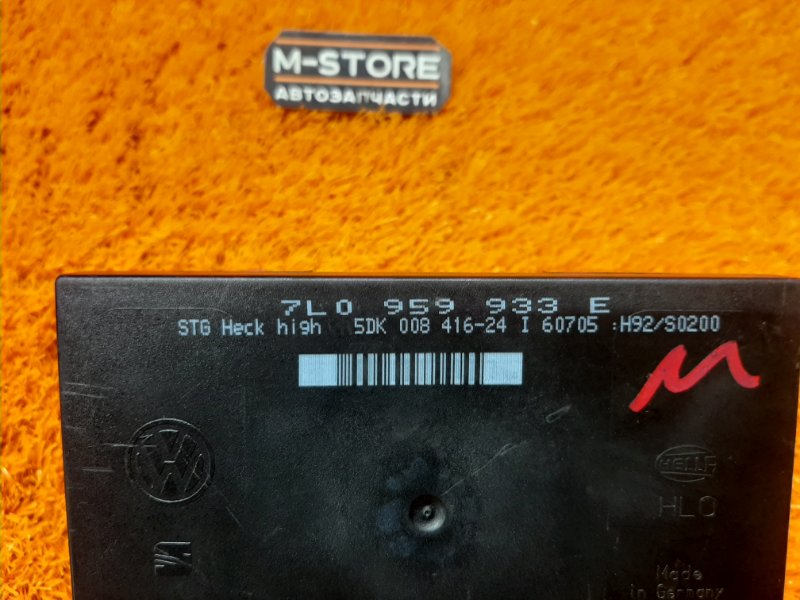 M-STORE
АВТОЗАПЧАСТИ
7L0 959 933 E
STG Heck high 5DK 008 416-24 I 60705 :H92/S0200
M
VW
HELLA
HLO
Made
in Germany